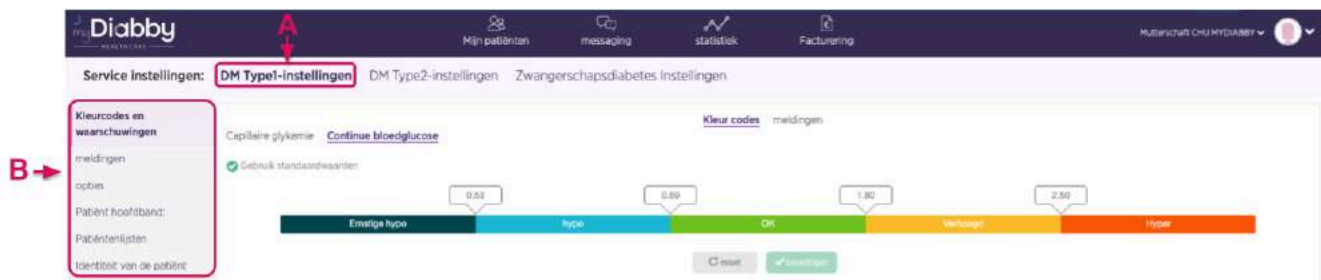 myDiabby
HEALTHCARE
A
Mijn patiënten
messaging
statistiek
Facturering
Mutterschaft CHU MYDIABBY
Service instellingen:
DM Type1-instellingen
DM Type2-instellingen
Zwangerschapsdiabetes Instellingen
B
Kleurcodes en
waarschuwingen
meldingen
opties
Patiënt hoofdband:
Patiëntenlijsten
Identiteit van de patiënt
Kleur codes
meldingen
Capillaire glykemie
Continue bloedglucose
Gebruik standaardwaarden
0.53
0.69
1.80
2.50
Ernstige hypo
hypo
OK
Verhoogd
Hyper
reset